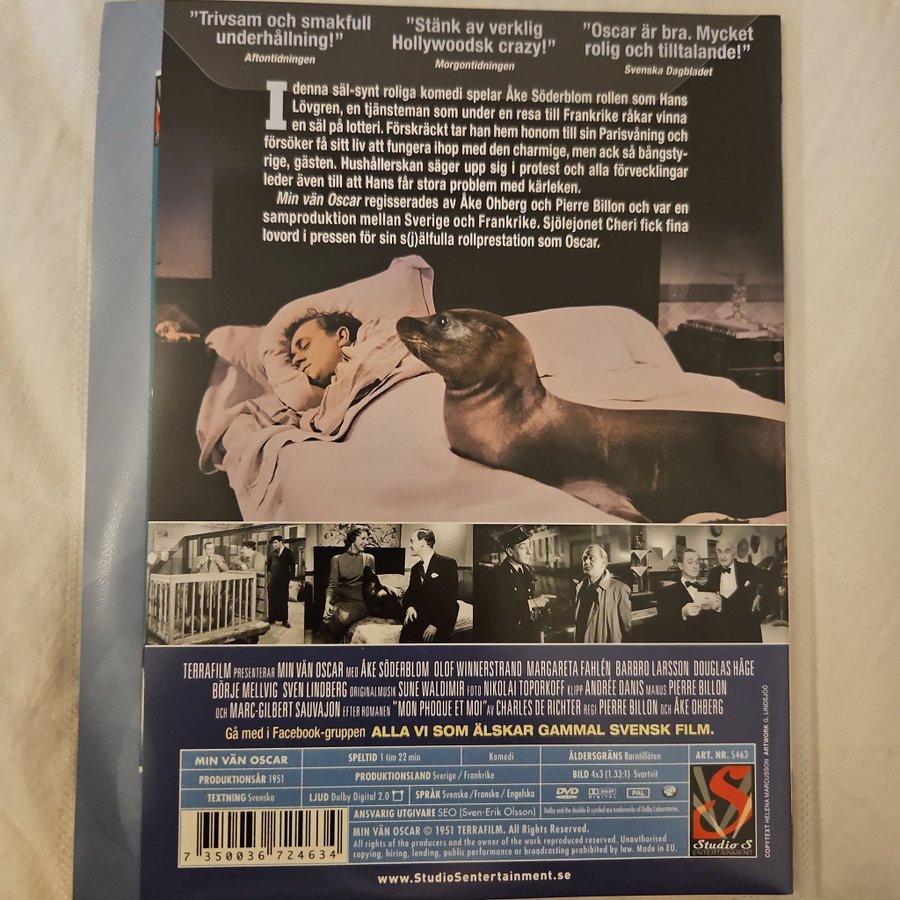 "Trivsam och smakfull
underhållning!"
Aftontidningen
"Stänk av verklig
Hollywoodsk crazy!"
Morgontidningen
"Oscar är bra. Mycket
rolig och tilltalande!"
Svenska Dagbladet
I denna säl-synt roliga komedi spelar Åke Söderblom rollen som Hans
Lövgren, en tjänsteman som under en resa till Frankrike råkar vinna
en säl på lotteri. Förskräckt tar han hem honom till sin Parisvåning och
försöker få sitt liv att fungera ihop med den charmige, men ack så bångsty-
rige, gästen. Hushållerskan säger upp sig i protest och alla förvecklingar
leder även till att Hans får stora problem med kärleken.
Min vän Oscar regisserades av Åke Ohberg och Pierre Billon och var en
samproduktion mellan Sverige och Frankrike. Sjölejonet Cheri fick fina
lovord i pressen för sin s(j)älfulla rollprestation som Oscar.
TERRAFILM PRESENTERAR MIN VÄN OSCAR MED ÅKE SÖDERBLOM OLOF WINNERSTRAND MARGARETA FAHLÉN BARBRO LARSSON DOUGLAS HÅGE
BÖRJE MELLVIG SVEN LINDBERG ORIGINALMUSIK SUNE WALDIMIR FOTO NIKOLAI TOPORKOFF KLIPP ANDRÉE DANIS MANUS PIERRE BILLON
OCH MARC-GILBERT SAUVAJON EFTER ROMANEN "MON PHOQUE ET MOI" AV CHARLES DE RICHTER REGI PIERRE BILLON OCH ÅKE OHBERG
Gå med i Facebook-gruppen ALLA VI SOM ÄLSKAR GAMMAL SVENSK FILM.
MIN VÄN OSCAR SPELTID 1 tim 22 min Komedi ÅLDERSGRÄNS Barntillåten ART. NR. 5463
PRODUKTIONSÅR 1951 PRODUKTIONSLAND Sverige / Frankrike BILD 4x3 (1.33:1) Svartvit
TEXTNING Svenska LJUD Dolby Digital 2.0 SPRÅK Svenska / Franska / Engelska DVD DOLBY DIGITAL PAL
ANSVARIG UTGIVARE SEO (Sven-Erik Olsson) Dolby and the double-D symbol are trademarks of Dolby Laboratories.
MIN VÄN OSCAR © 1951 TERRAFILM. All Rights Reserved.
All rights of the producers and the owner of the work reproduced reserved. Unauthorised
copying, hiring, lending, public performance or broadcasting prohibited by law. Made in EU.
7 350036 724634
S
Studio S
ENTERTAINMENT
www.StudioSentertainment.se
COPYTEXT HELENA MARCUSSON ARTWORK G. LINDSJÖÖ